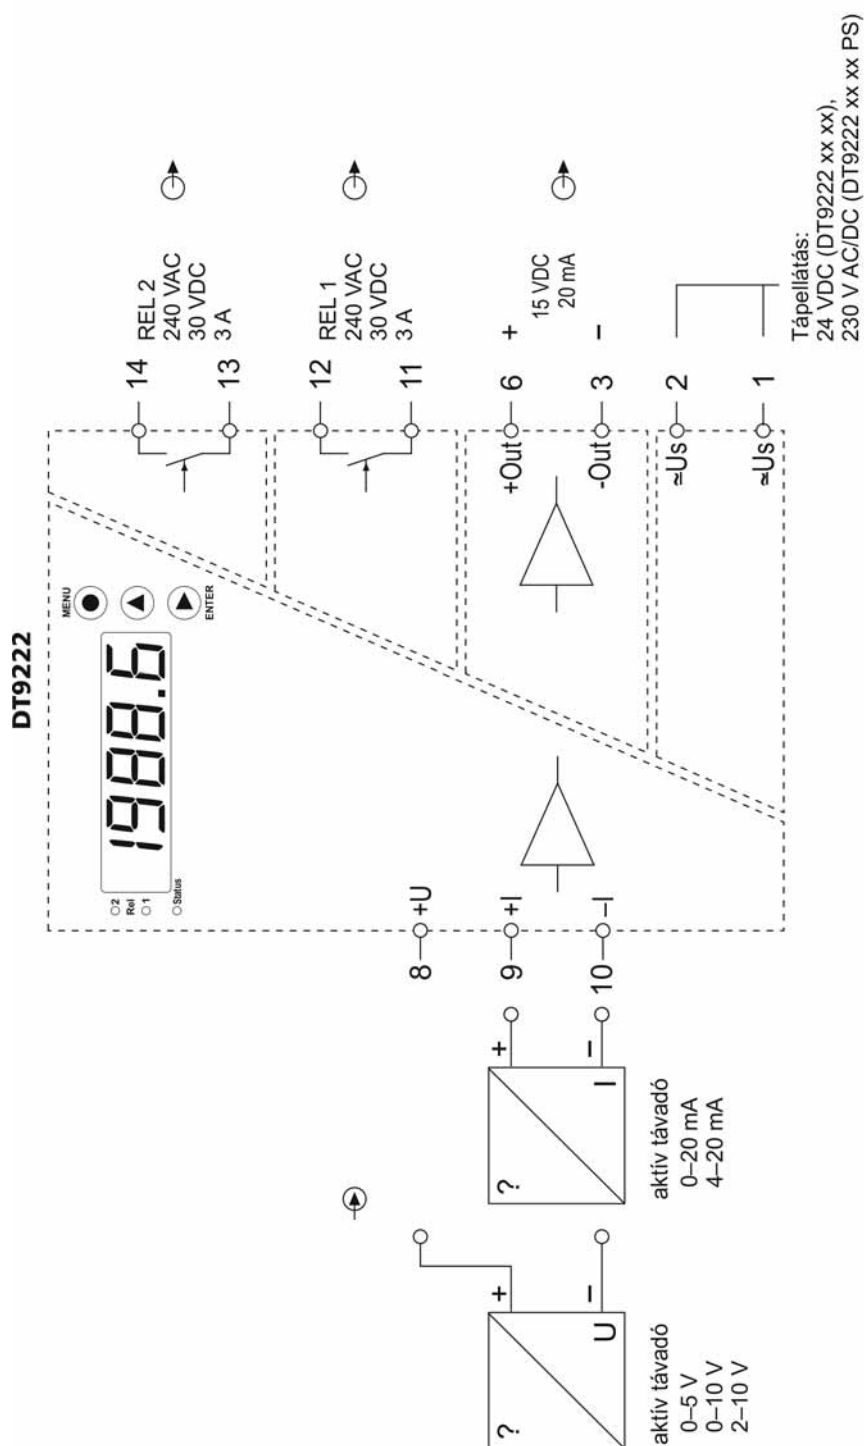 DT9222
MENU
ENTER
1988.6
2
Rel
1
Status
8 +U
9 +I
10 –I
14
13
REL 2
240 VAC
30 VDC
3 A
12
11
REL 1
240 VAC
30 VDC
3 A
+Out 6 +
-Out 3 –
15 VDC
20 mA
≃Us 2
≃Us 1
Tápellátás:
24 VDC (DT9222 xx xx),
230 V AC/DC (DT9222 xx xx PS)
? I
+
–
aktív távadó
0–20 mA
4–20 mA
? U
+
–
aktív távadó
0–5 V
0–10 V
2–10 V